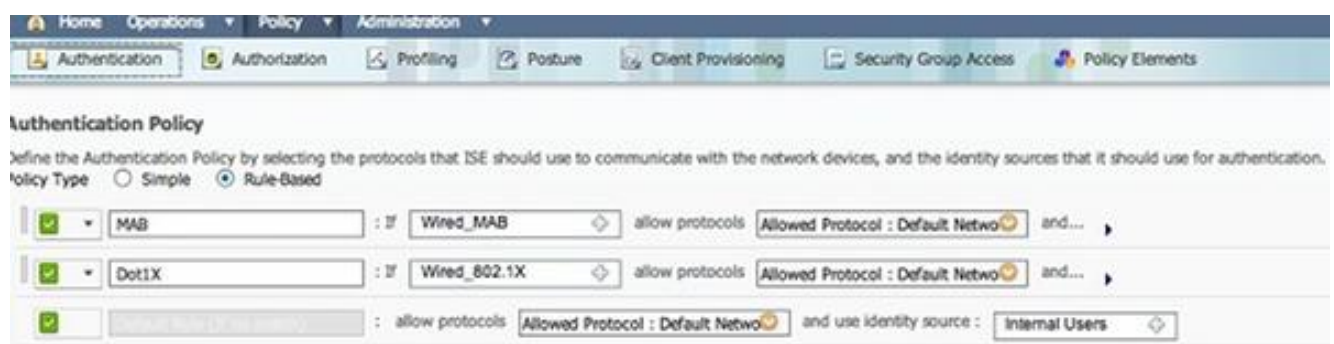 Home Operations Policy Administration
Authentication Authorization Profiling Posture Client Provisioning Security Group Access Policy Elements
Authentication Policy
Define the Authentication Policy by selecting the protocols that ISE should use to communicate with the network devices, and the identity sources that it should use for authentication.
Policy Type Simple Rule-Based
MAB : If Wired_MAB allow protocols Allowed Protocol : Default Netwo and...
Dot1X : If Wired_802.1X allow protocols Allowed Protocol : Default Netwo and...
: allow protocols Allowed Protocol : Default Netwo and use identity source : Internal Users